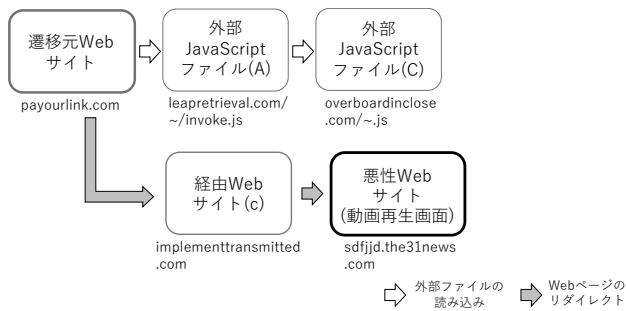 遷移元Web
サイト
外部
JavaScript
ファイル(A)
外部
JavaScript
ファイル(C)
payourlink.com
leapretrieval.com/
~/invoke.js
overboardinclose
.com/~.js
経由Web
サイト(c)
悪性Web
サイト
(動画再生画面)
implementtransmitted
.com
sdfjjd.the31news
.com
外部ファイルの
読み込み
Webページの
リダイレクト